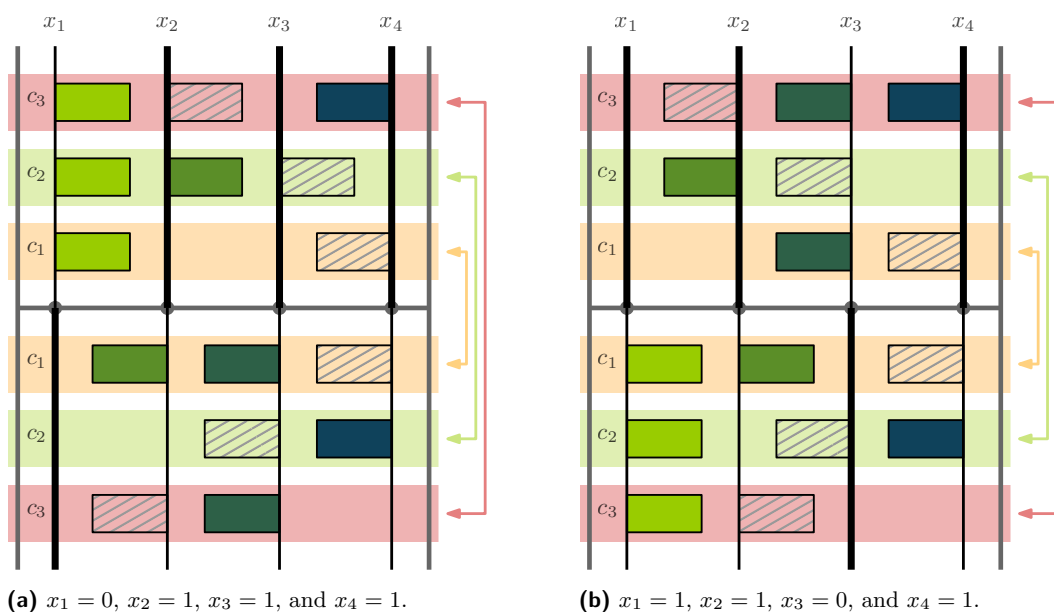 x₁ x₂ x₃ x₄
c₃
c₂
c₁
c₁
c₂
c₃
(a) x₁ = 0, x₂ = 1, x₃ = 1, and x₄ = 1.
x₁ x₂ x₃ x₄
c₃
c₂
c₁
c₁
c₂
c₃
(b) x₁ = 1, x₂ = 1, x₃ = 0, and x₄ = 1.